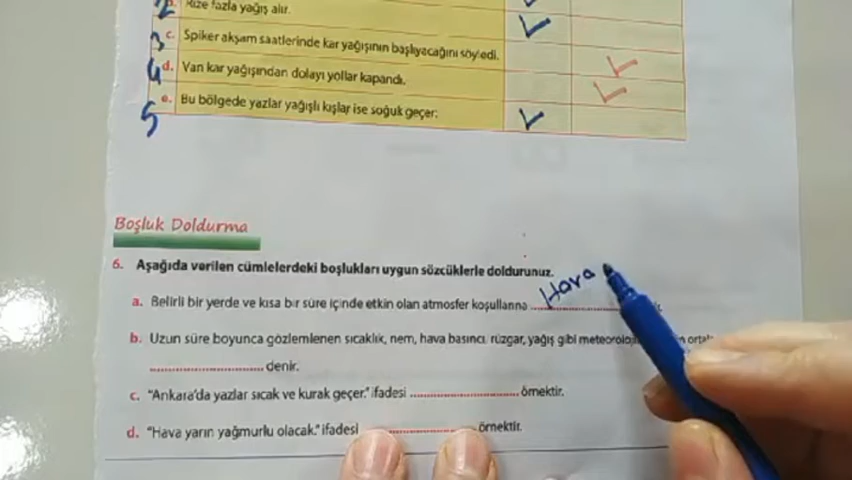 2 b. Rize fazla yağış alır.
3 c. Spiker akşam saatlerinde kar yağışının başlıyacağını söyledi.
4 d. Van kar yağışından dolayı yollar kapandı.
5 e. Bu bölgede yazlar yağışlı kışlar ise soğuk geçer.
Boşluk Doldurma
6. Aşağıda verilen cümlelerdeki boşlukları uygun sözcüklerle doldurunuz.
a. Belirli bir yerde ve kısa bir süre içinde etkin olan atmosfer koşullarına Hava
b. Uzun süre boyunca gözlemlenen sıcaklık, nem, hava basıncı, rüzgar, yağış gibi
.............................. denir.
c. "Ankara'da yazlar sıcak ve kurak geçer." ifadesi .............................. örnektir.
d. "Hava yarın yağmurlu olacak." ifadesi .............................. örnektir.